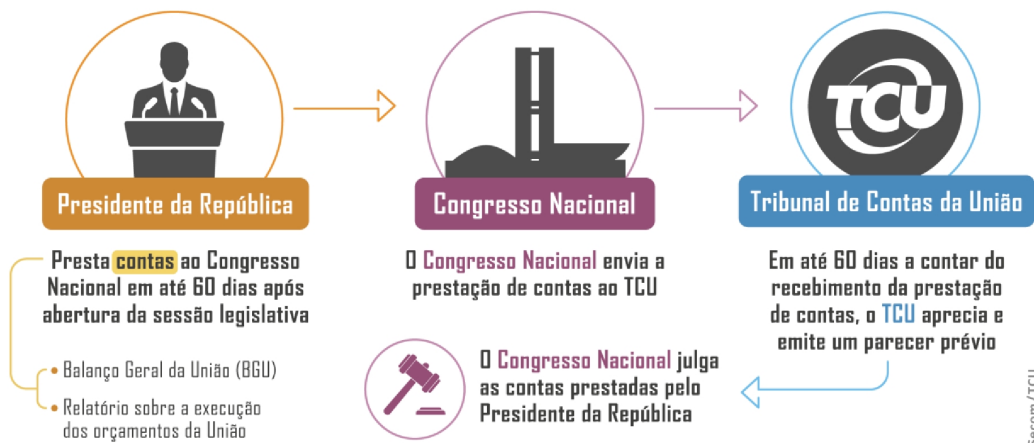 TCU
Presidente da República
Congresso Nacional
Tribunal de Contas da União
Presta contas ao Congresso
Nacional em até 60 dias após
abertura da sessão legislativa
• Balanço Geral da União (BGU)
• Relatório sobre a execução
dos orçamentos da União
O Congresso Nacional envia a
prestação de contas ao TCU
Em até 60 dias a contar do
recebimento da prestação
de contas, o TCU aprecia e
emite um parecer prévio
O Congresso Nacional julga
as contas prestadas pelo
Presidente da República
Secom/TCU